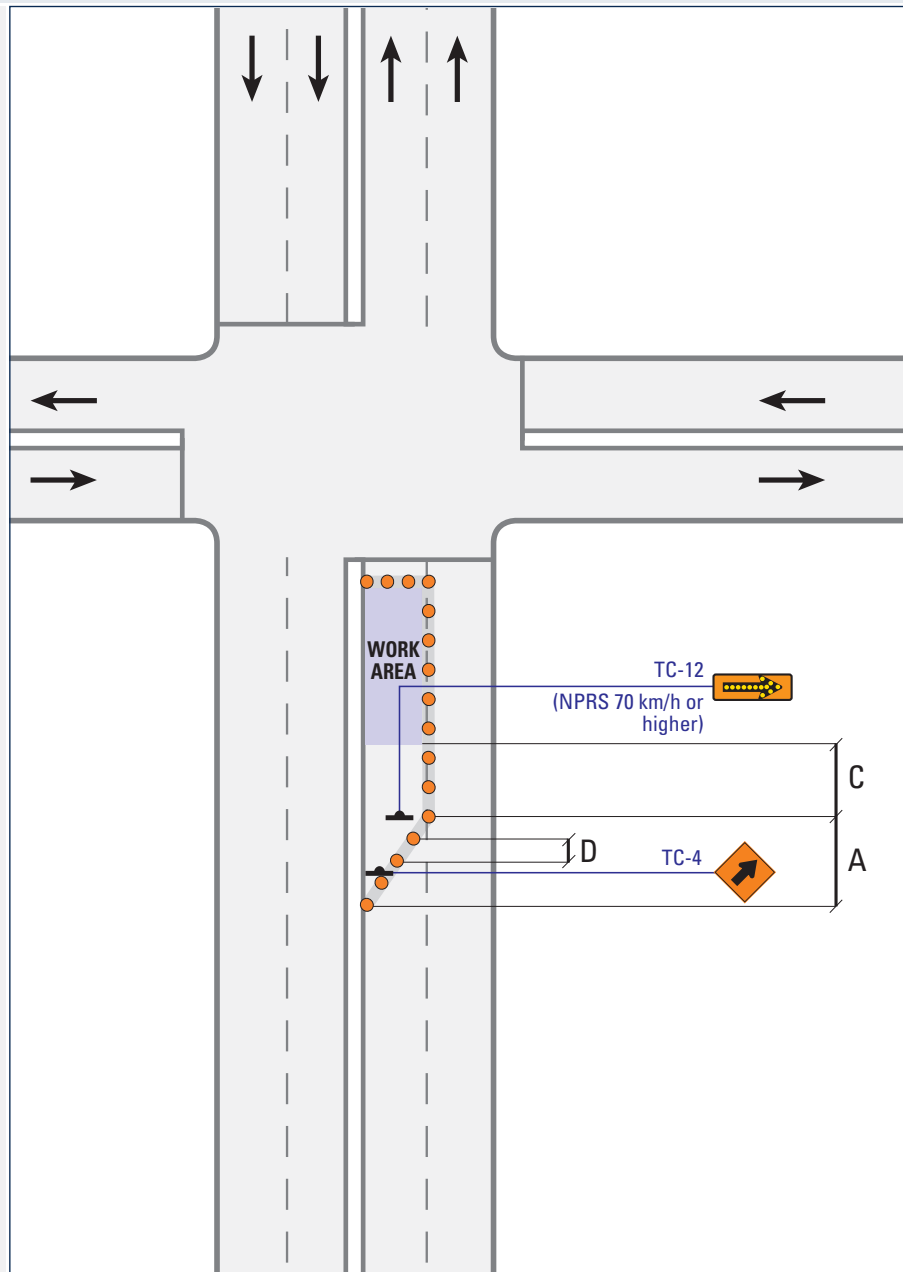 WORK
AREA
TC-12
(NPRS 70 km/h or
higher)
C
D
TC-4
A